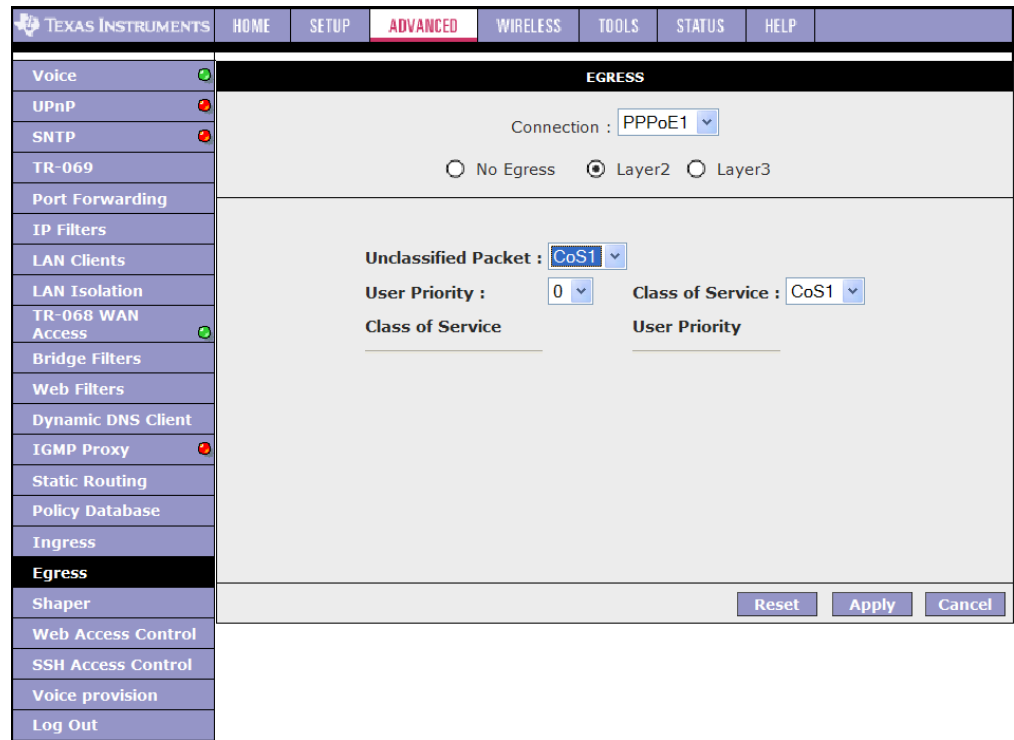 TEXAS INSTRUMENTS HOME SETUP ADVANCED WIRELESS TOOLS STATUS HELP
Voice
UPnP
SNTP
TR-069
Port Forwarding
IP Filters
LAN Clients
LAN Isolation
TR-068 WAN
Access
Bridge Filters
Web Filters
Dynamic DNS Client
IGMP Proxy
Static Routing
Policy Database
Ingress
Egress
Shaper
Web Access Control
SSH Access Control
Voice provision
Log Out
EGRESS
Connection : PPPoE1
No Egress Layer2 Layer3
Unclassified Packet : CoS1
User Priority : 0 Class of Service : CoS1
Class of Service User Priority
Reset Apply Cancel